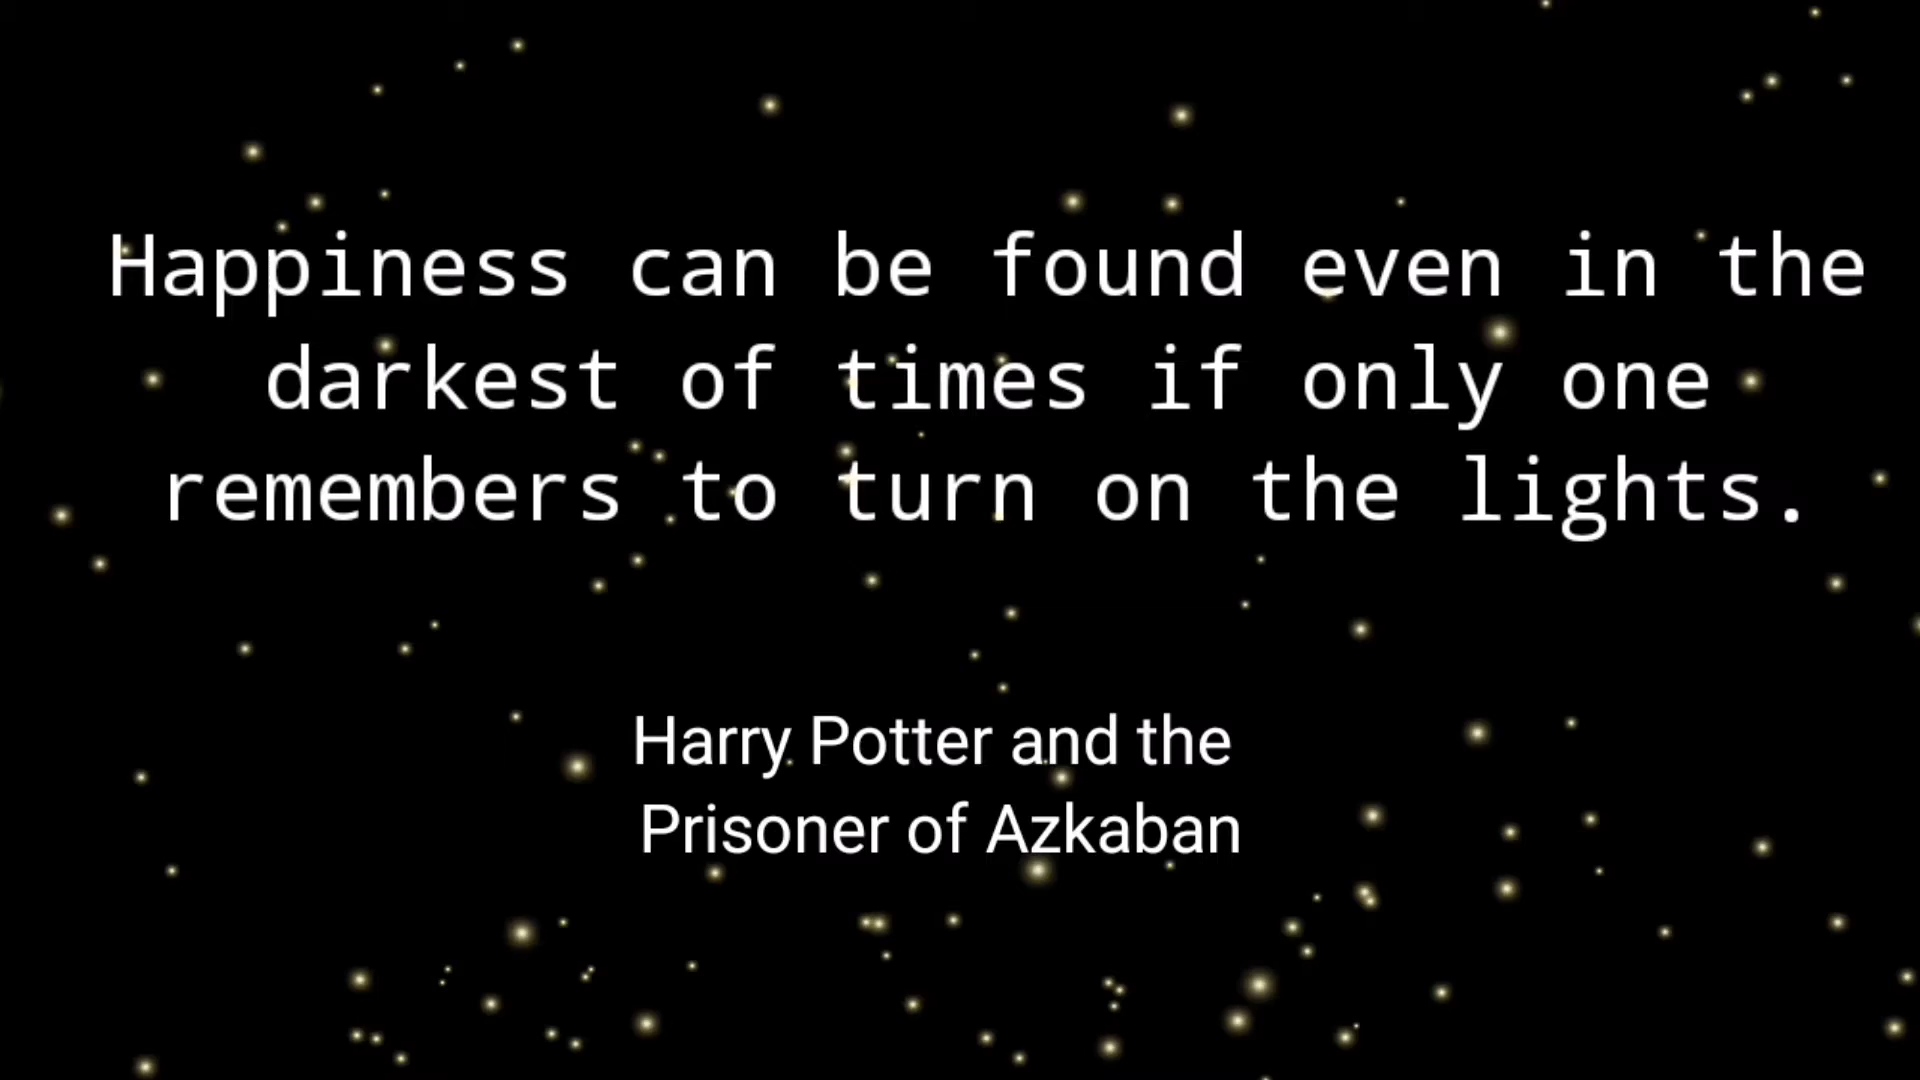 Happiness can be found even in the
darkest of times if only one
remembers to turn on the lights.
Harry Potter and the
Prisoner of Azkaban